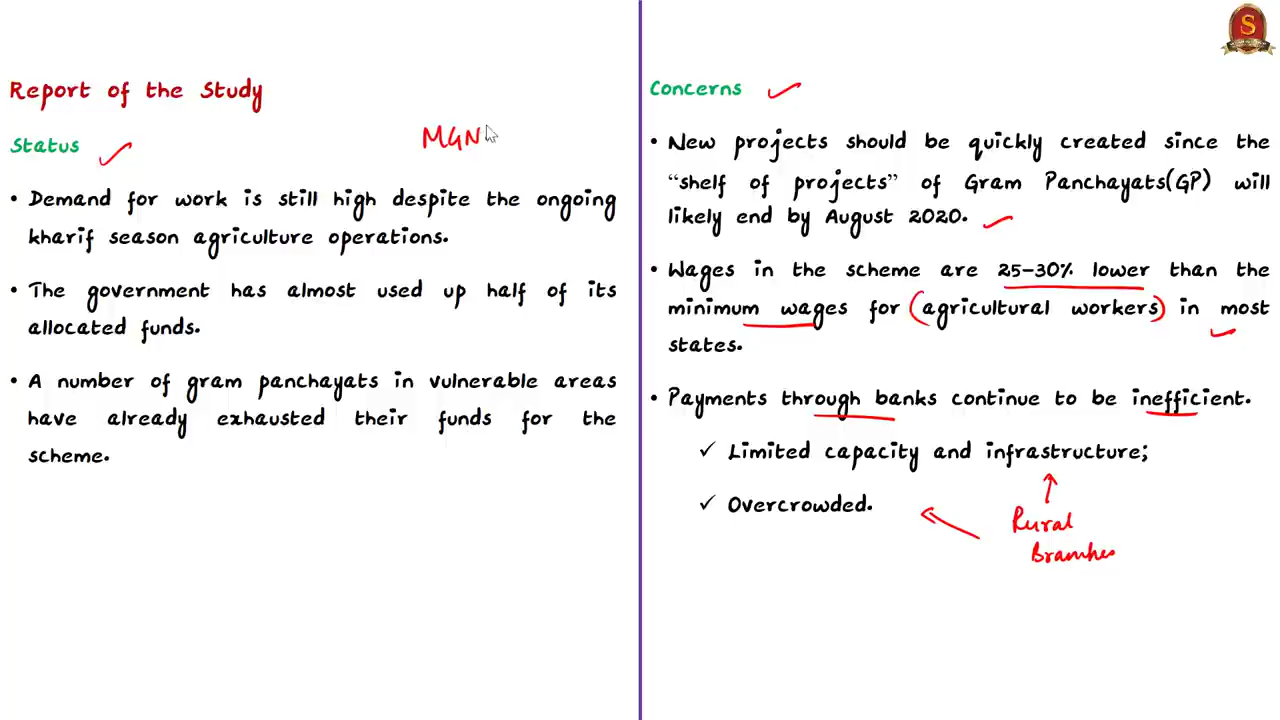 Report of the Study
Status
MGN
• Demand for work is still high despite the ongoing
kharif season agriculture operations.
• The government has almost used up half of its
allocated funds.
• A number of gram panchayats in vulnerable areas
have already exhausted their funds for the
scheme.
Concerns
• New projects should be quickly created since the
“shelf of projects” of Gram Panchayats(GP) will
likely end by August 2020.
• Wages in the scheme are 25-30% lower than the
minimum wages for (agricultural workers) in most
states.
• Payments through banks continue to be inefficient.
✓ Limited capacity and infrastructure;
✓ Overcrowded.
Rural
S